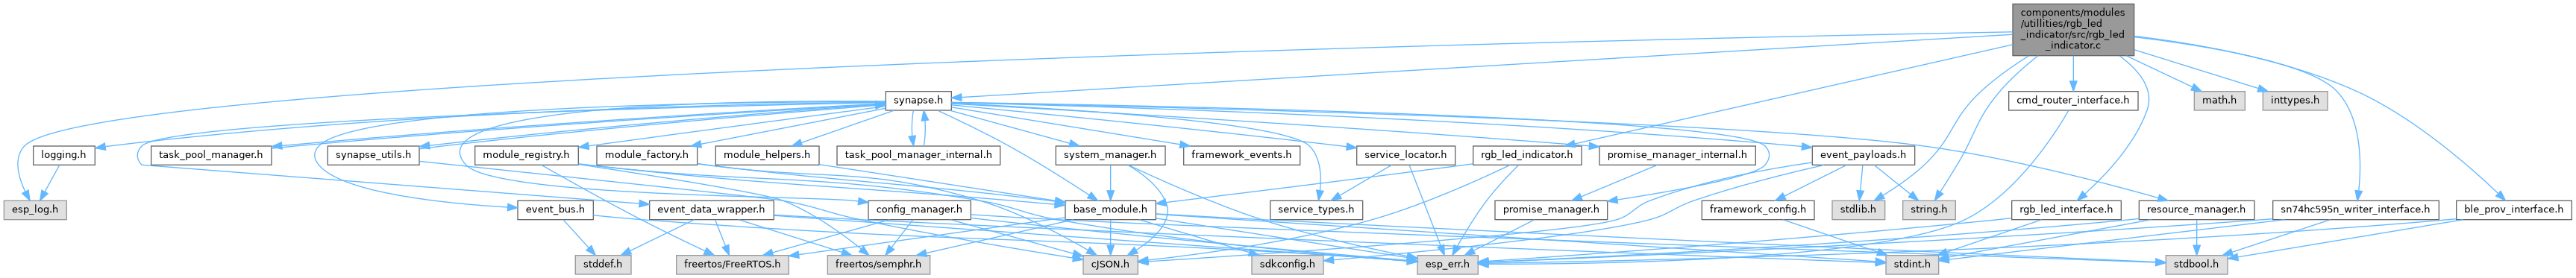 components/modules
/utillities/rgb_led
_indicator/src/rgb_led
_indicator.c
synapse.h
cmd_router_interface.h
math.h
inttypes.h
logging.h
task_pool_manager.h
synapse_utils.h
module_registry.h
module_factory.h
module_helpers.h
task_pool_manager_internal.h
system_manager.h
framework_events.h
service_locator.h
rgb_led_indicator.h
promise_manager_internal.h
event_payloads.h
esp_log.h
event_bus.h
event_data_wrapper.h
config_manager.h
base_module.h
service_types.h
promise_manager.h
framework_config.h
stdlib.h
string.h
rgb_led_interface.h
resource_manager.h
sn74hc595n_writer_interface.h
ble_prov_interface.h
stddef.h
freertos/FreeRTOS.h
freertos/semphr.h
cJSON.h
sdkconfig.h
esp_err.h
stdint.h
stdbool.h